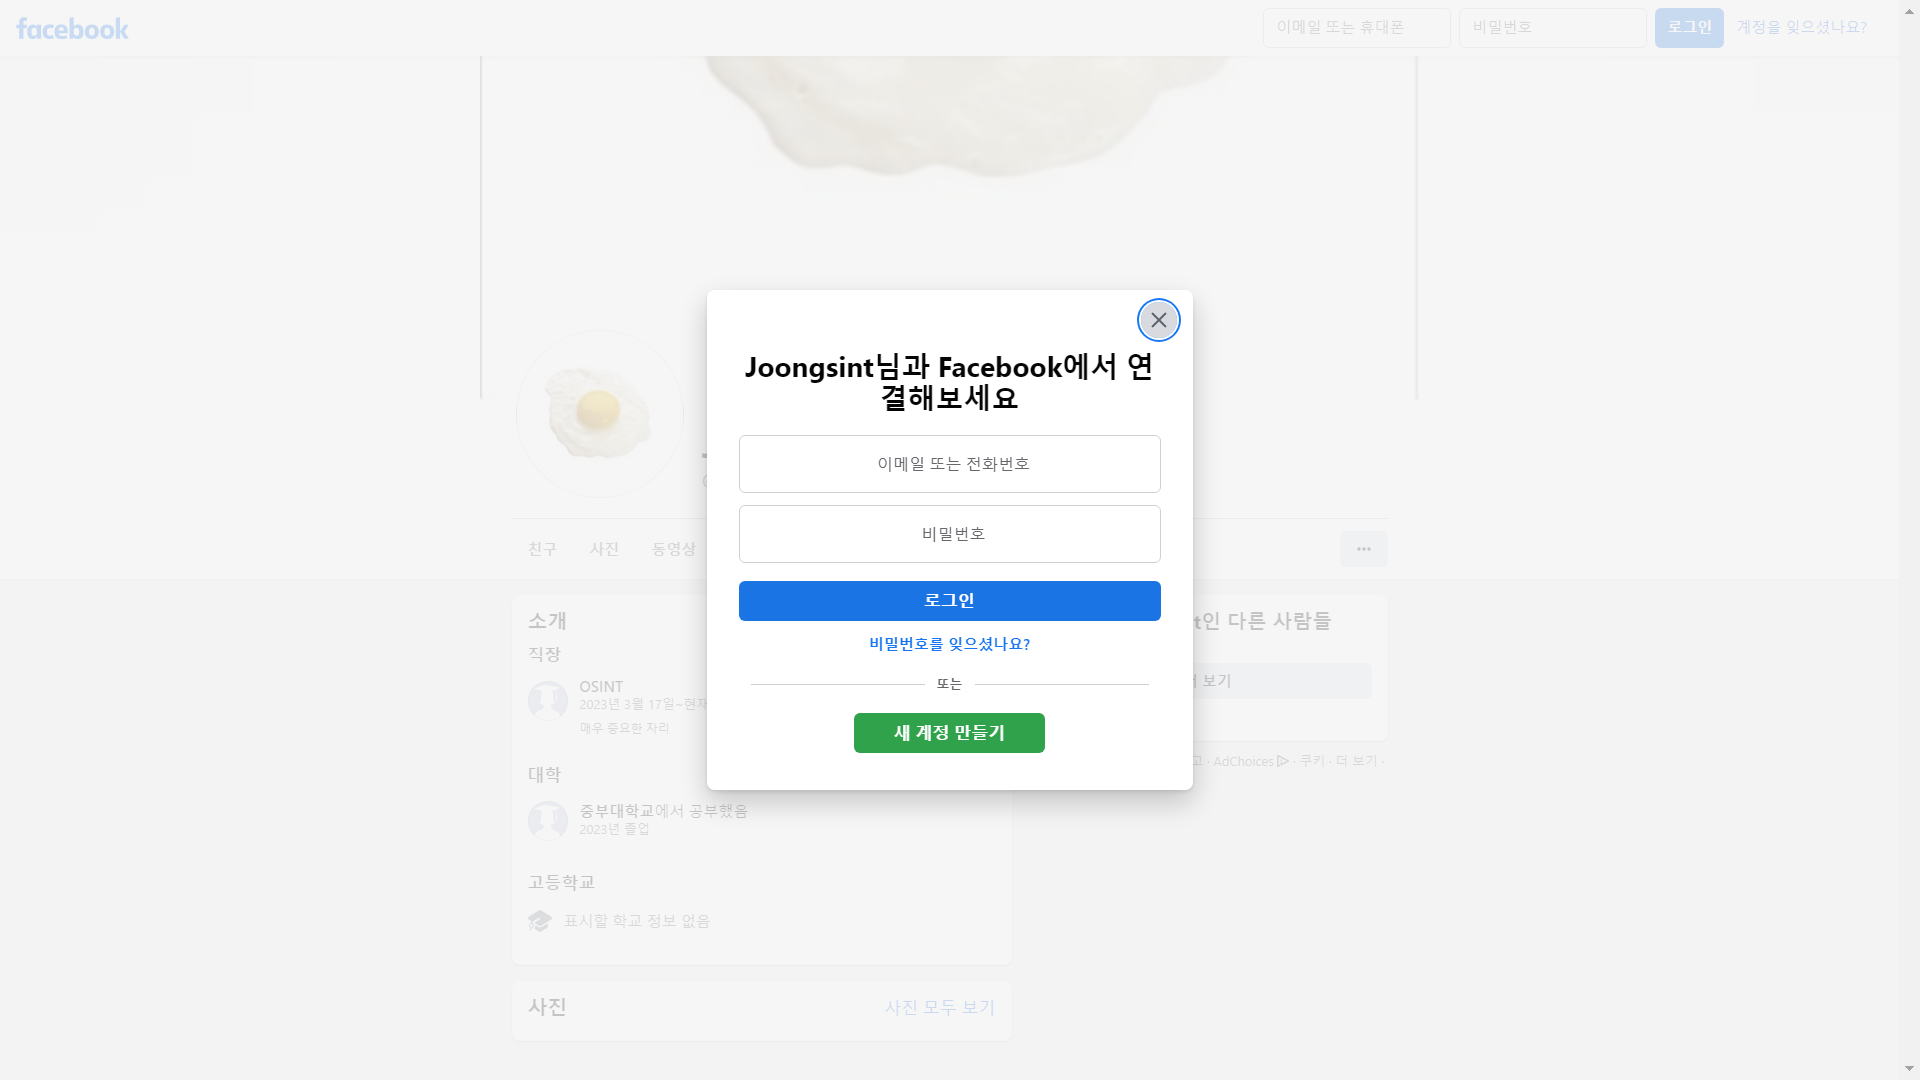 facebook
이메일 또는 휴대폰
비밀번호
로그인
계정을 잊으셨나요?
Joongsint님과 Facebook에서 연
결해보세요
이메일 또는 전화번호
비밀번호
로그인
비밀번호를 잊으셨나요?
또는
새 계정 만들기
친구
사진
동영상
소개
직장
OSINT
2023년 3월 17일~현재
매우 중요한 자리
대학
중부대학교에서 공부했음
2023년 졸업
고등학교
표시할 학교 정보 없음
사진
사진 모두 보기
t인 다른 사람들
보기
고 · AdChoices · 쿠키 · 더 보기 ·